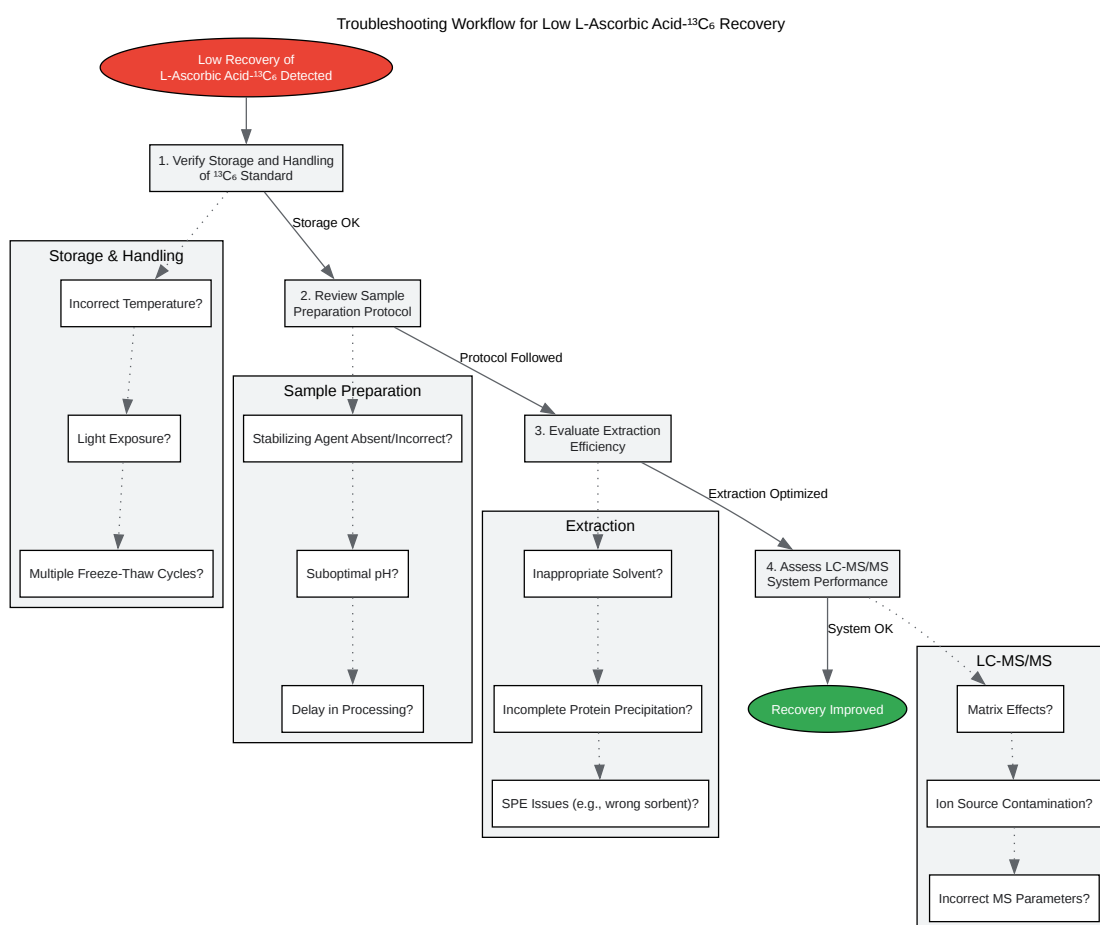 Troubleshooting Workflow for Low L-Ascorbic Acid-¹³C₆ Recovery
Low Recovery of
L-Ascorbic Acid-¹³C₆ Detected
1. Verify Storage and Handling
of ¹³C₆ Standard
Storage OK
Storage & Handling
Incorrect Temperature?
Light Exposure?
Multiple Freeze-Thaw Cycles?
2. Review Sample
Preparation Protocol
Protocol Followed
Sample Preparation
Stabilizing Agent Absent/Incorrect?
Suboptimal pH?
Delay in Processing?
3. Evaluate Extraction
Efficiency
Extraction Optimized
Extraction
Inappropriate Solvent?
Incomplete Protein Precipitation?
SPE Issues (e.g., wrong sorbent)?
4. Assess LC-MS/MS
System Performance
System OK
Recovery Improved
LC-MS/MS
Matrix Effects?
Ion Source Contamination?
Incorrect MS Parameters?